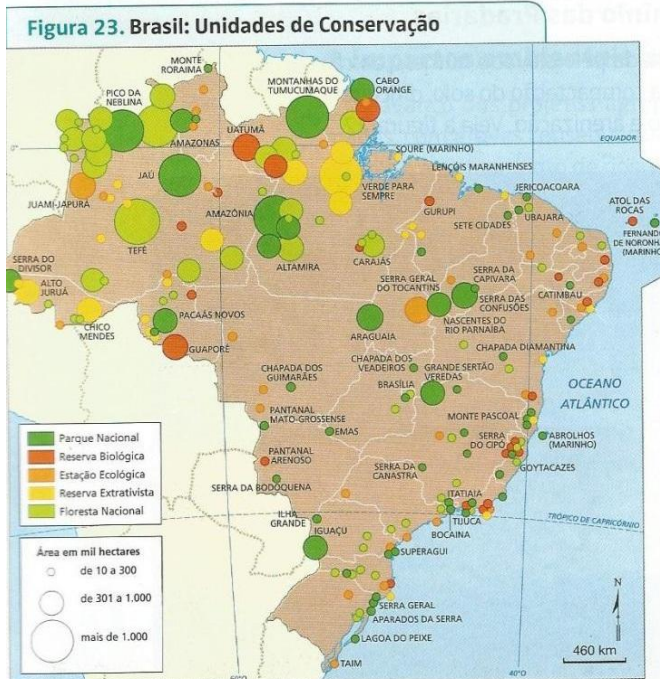 Figura 23. Brasil: Unidades de Conservação
MONTE
RORAIMA
PICO DA
NEBLINA
MONTANHAS DO
TUMUCUMAQUE
CABO
ORANGE
AMAZONAS
UATUMÃ
EQUADOR
0°
SOURE (MARINHO)
LENÇÓIS MARANHENSES
JAÚ
VERDE PARA
SEMPRE
JERICOACOARA
JUAMI-JAPURÁ
AMAZÔNIA
GURUPI
SETE CIDADES
UBAJARA
ATOL DAS
ROCAS
FERNANDO
DE NORONHA
(MARINHO)
TEFÉ
ALTAMIRA
CARAJÁS
SERRA DO
DIVISOR
ALTO
JURUÁ
SERRA GERAL
DO TOCANTINS
SERRA DA
CAPIVARA
SERRA DAS
CONFUSÕES
CATIMBAU
CHICO
MENDES
PACAÁS NOVOS
NASCENTES DO
RIO PARNAÍBA
GUAPORÉ
ARAGUAIA
CHAPADA DIAMANTINA
CHAPADA DOS
GUIMARÃES
CHAPADA DOS
VEADEIROS
GRANDE SERTÃO
VEREDAS
BRASÍLIA
OCEANO
ATLÂNTICO
PANTANAL
MATO-GROSSENSE
EMAS
MONTE PASCOAL
ABROLHOS
(MARINHO)
PANTANAL
ARENOSO
SERRA
DO CIPÓ
GOYTACAZES
SERRA DA BODOQUENA
SERRA DA
CANASTRA
ILHA
GRANDE
ITATIAIA
TIJUCA
TRÓPICO DE CAPRICÓRNIO
BOCAINA
IGUAÇU
SUPERAGUI
SERRA GERAL
APARADOS DA SERRA
LAGOA DO PEIXE
TAIM
Parque Nacional
Reserva Biológica
Estação Ecológica
Reserva Extrativista
Floresta Nacional
Área em mil hectares
de 10 a 300
de 301 a 1.000
mais de 1.000
N
460 km
40°